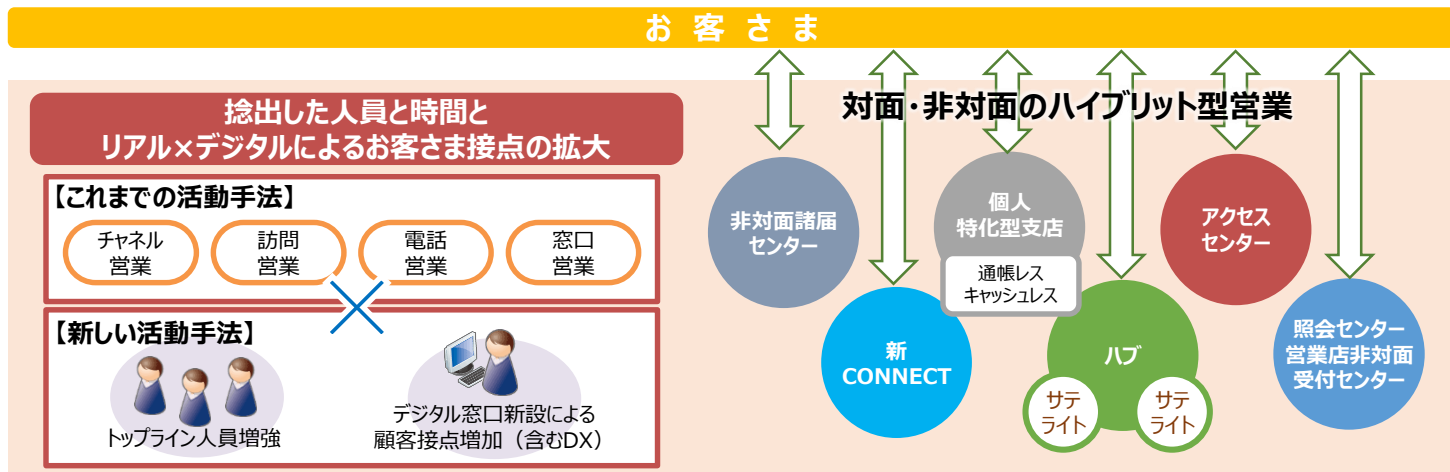 お客さま
捻出した人員と時間と
リアル×デジタルによるお客さま接点の拡大
【これまでの活動手法】
チャネル
営業
訪問
営業
電話
営業
窓口
営業
【新しい活動手法】
トップライン人員増強
デジタル窓口新設による
顧客接点増加（含むDX）
対面・非対面のハイブリット型営業
非対面諸届
センター
新
CONNECT
個人
特化型支店
通帳レス
キャッシュレス
ハブ
サテ
ライト
サテ
ライト
アクセス
センター
照会センター
営業店非対面
受付センター